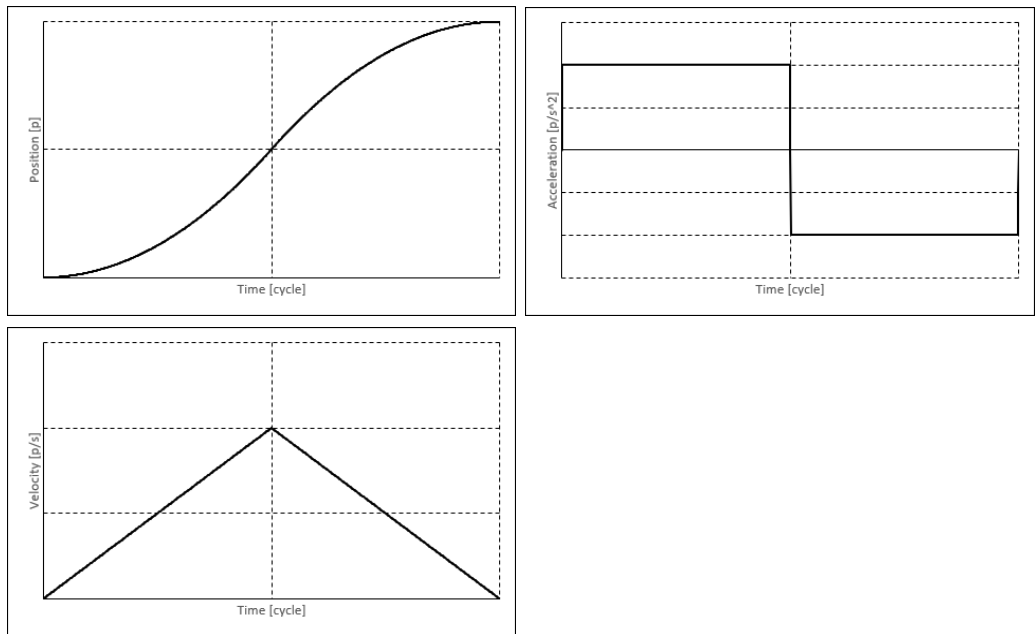 Position [p]
Time [cycle]
Acceleration [p/s^2]
Time [cycle]
Velocity [p/s]
Time [cycle]